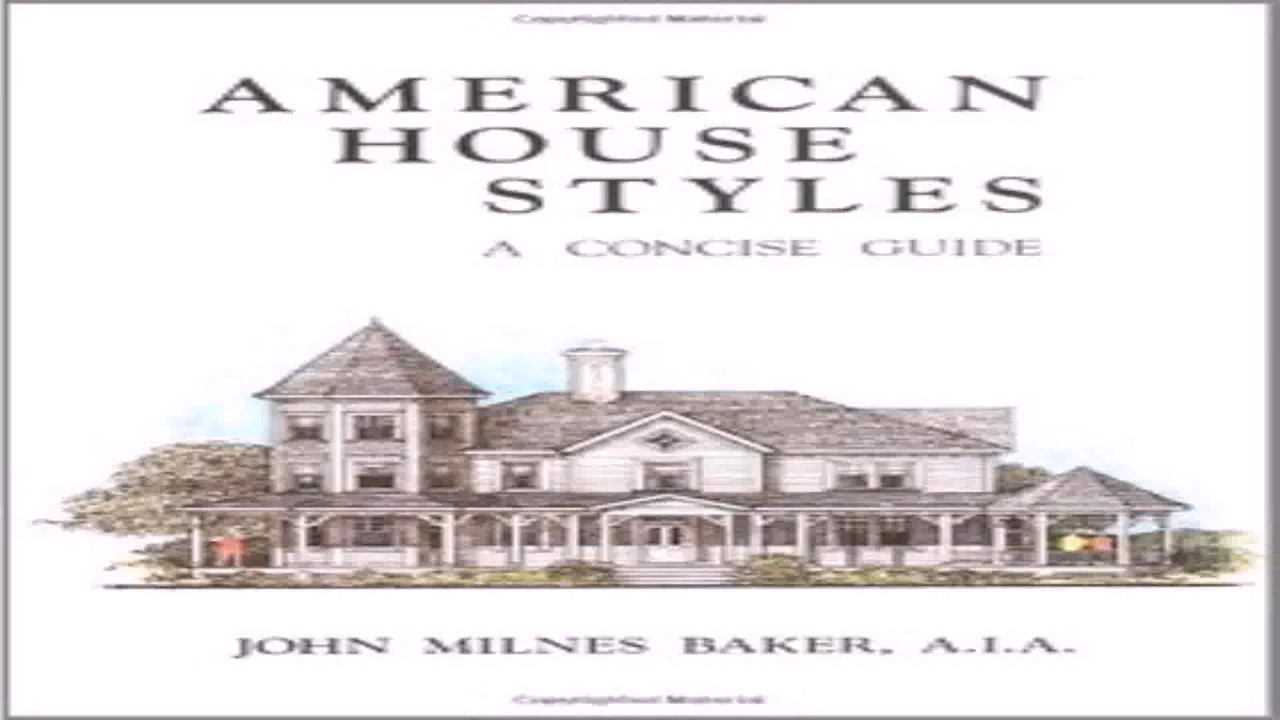 Copyrighted Material
AMERICAN
HOUSE
STYLES
A CONCISE GUIDE
JOHN MILNES BAKER, A.I.A.
Copyrighted Material